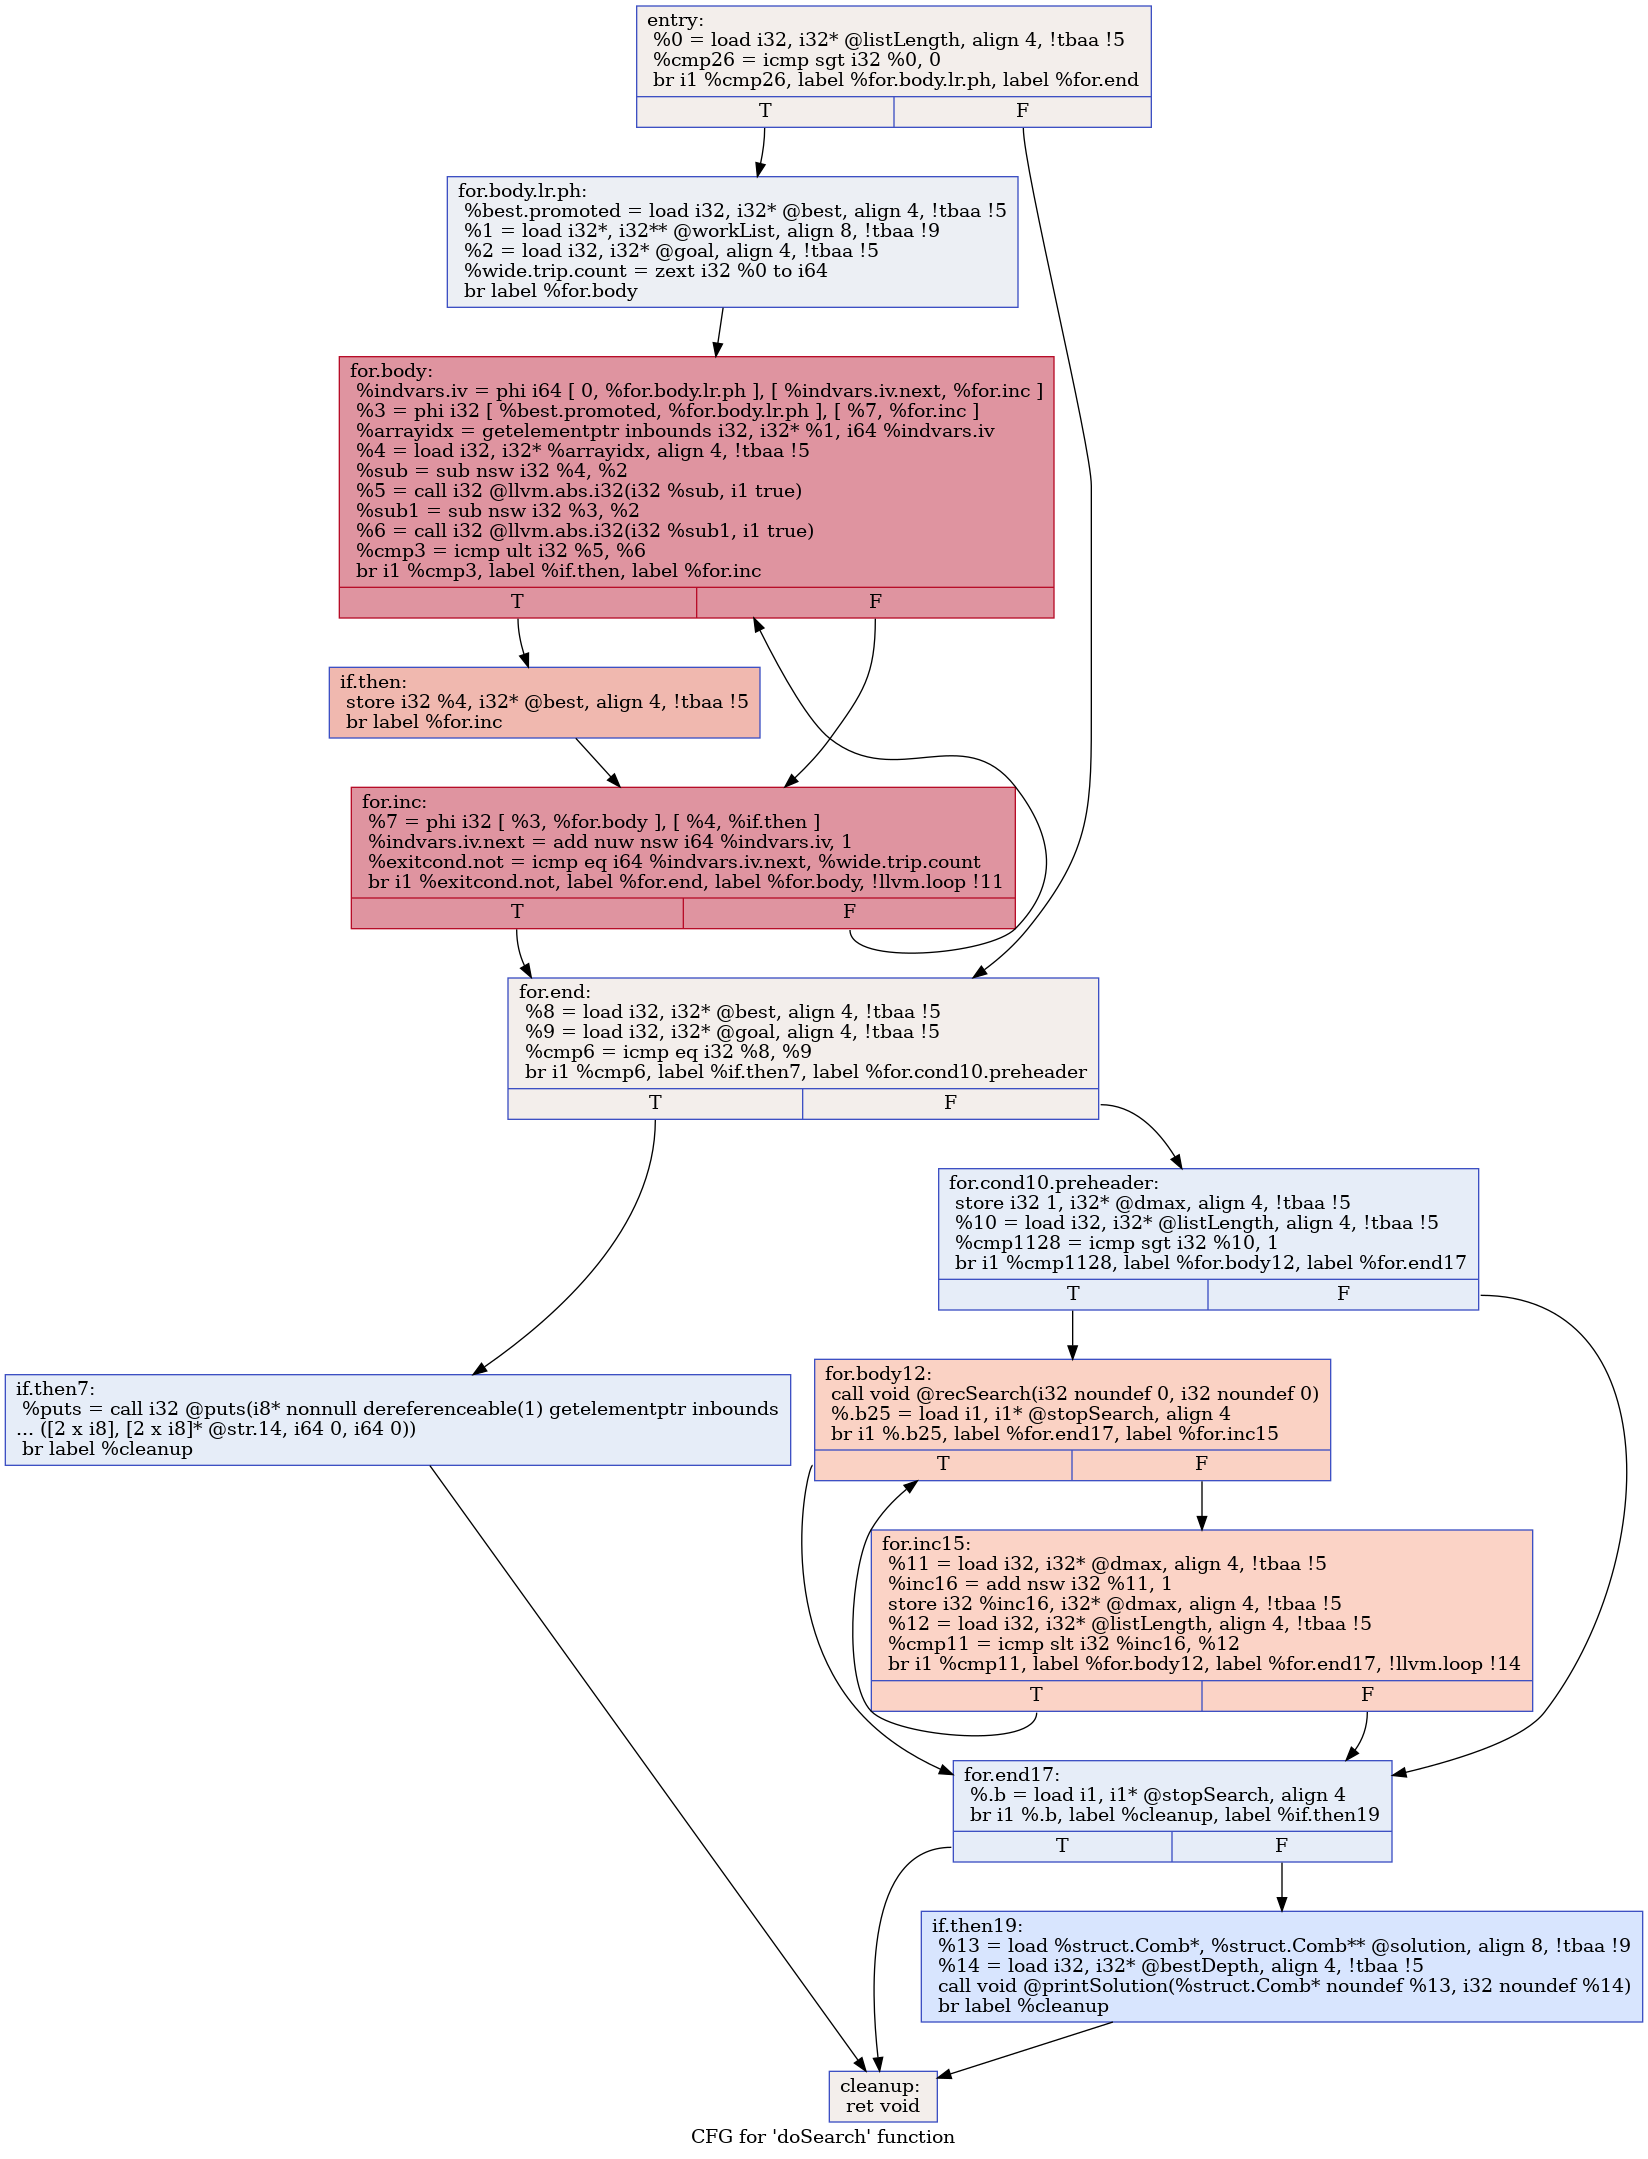 entry:
%0 = load i32, i32* @listLength, align 4, !tbaa !5
%cmp26 = icmp sgt i32 %0, 0
br i1 %cmp26, label %for.body.lr.ph, label %for.end
T F
for.body.lr.ph:
%best.promoted = load i32, i32* @best, align 4, !tbaa !5
%1 = load i32*, i32** @workList, align 8, !tbaa !9
%2 = load i32, i32* @goal, align 4, !tbaa !5
%wide.trip.count = zext i32 %0 to i64
br label %for.body
for.body:
%indvars.iv = phi i64 [ 0, %for.body.lr.ph ], [ %indvars.iv.next, %for.inc ]
%3 = phi i32 [ %best.promoted, %for.body.lr.ph ], [ %7, %for.inc ]
%arrayidx = getelementptr inbounds i32, i32* %1, i64 %indvars.iv
%4 = load i32, i32* %arrayidx, align 4, !tbaa !5
%sub = sub nsw i32 %4, %2
%5 = call i32 @llvm.abs.i32(i32 %sub, i1 true)
%sub1 = sub nsw i32 %3, %2
%6 = call i32 @llvm.abs.i32(i32 %sub1, i1 true)
%cmp3 = icmp ult i32 %5, %6
br i1 %cmp3, label %if.then, label %for.inc
T F
if.then:
store i32 %4, i32* @best, align 4, !tbaa !5
br label %for.inc
for.inc:
%7 = phi i32 [ %3, %for.body ], [ %4, %if.then ]
%indvars.iv.next = add nuw nsw i64 %indvars.iv, 1
%exitcond.not = icmp eq i64 %indvars.iv.next, %wide.trip.count
br i1 %exitcond.not, label %for.end, label %for.body, !llvm.loop !11
T F
for.end:
%8 = load i32, i32* @best, align 4, !tbaa !5
%9 = load i32, i32* @goal, align 4, !tbaa !5
%cmp6 = icmp eq i32 %8, %9
br i1 %cmp6, label %if.then7, label %for.cond10.preheader
T F
for.cond10.preheader:
store i32 1, i32* @dmax, align 4, !tbaa !5
%10 = load i32, i32* @listLength, align 4, !tbaa !5
%cmp1128 = icmp sgt i32 %10, 1
br i1 %cmp1128, label %for.body12, label %for.end17
T F
if.then7:
%puts = call i32 @puts(i8* nonnull dereferenceable(1) getelementptr inbounds
... ([2 x i8], [2 x i8]* @str.14, i64 0, i64 0))
br label %cleanup
for.body12:
call void @recSearch(i32 noundef 0, i32 noundef 0)
%.b25 = load i1, i1* @stopSearch, align 4
br i1 %.b25, label %for.end17, label %for.inc15
T F
for.inc15:
%11 = load i32, i32* @dmax, align 4, !tbaa !5
%inc16 = add nsw i32 %11, 1
store i32 %inc16, i32* @dmax, align 4, !tbaa !5
%12 = load i32, i32* @listLength, align 4, !tbaa !5
%cmp11 = icmp slt i32 %inc16, %12
br i1 %cmp11, label %for.body12, label %for.end17, !llvm.loop !14
T F
for.end17:
%.b = load i1, i1* @stopSearch, align 4
br i1 %.b, label %cleanup, label %if.then19
T F
if.then19:
%13 = load %struct.Comb*, %struct.Comb** @solution, align 8, !tbaa !9
%14 = load i32, i32* @bestDepth, align 4, !tbaa !5
call void @printSolution(%struct.Comb* noundef %13, i32 noundef %14)
br label %cleanup
cleanup:
ret void
CFG for 'doSearch' function